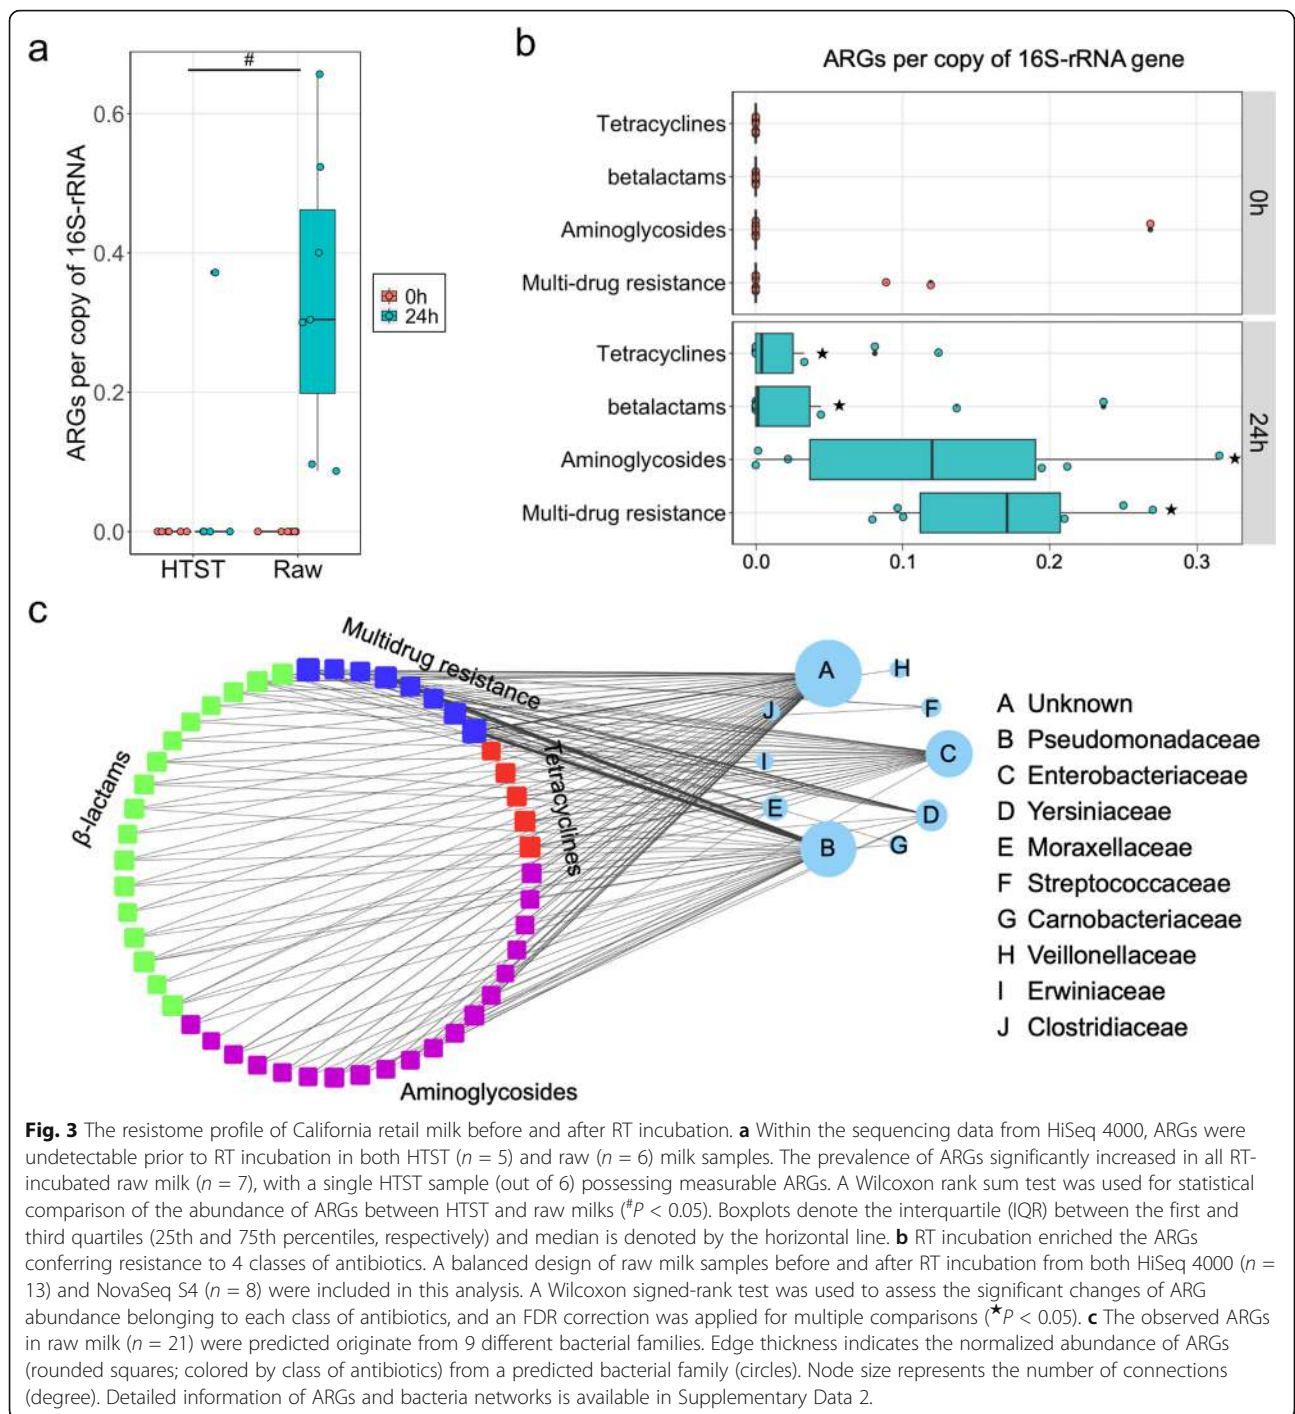 a
#
ARGs per copy of 16S-rRNA
0.6
0.4
0.2
0.0
HTST
Raw
0h
24h
b
ARGs per copy of 16S-rRNA gene
Tetracyclines
betalactams
Aminoglycosides
Multi-drug resistance
0h
Tetracyclines
betalactams
Aminoglycosides
Multi-drug resistance
24h
0.0
0.1
0.2
0.3
c
Multidrug resistance
Tetracyclines
β-lactams
Aminoglycosides
A
H
J
F
C
I
E
D
B
G
A Unknown
B Pseudomonadaceae
C Enterobacteriaceae
D Yersiniaceae
E Moraxellaceae
F Streptococcaceae
G Carnobacteriaceae
H Veillonellaceae
I Erwiniaceae
J Clostridiaceae
Fig. 3 The resistome profile of California retail milk before and after RT incubation. a Within the sequencing data from HiSeq 4000, ARGs were
undetectable prior to RT incubation in both HTST (n = 5) and raw (n = 6) milk samples. The prevalence of ARGs significantly increased in all RT-
incubated raw milk (n = 7), with a single HTST sample (out of 6) possessing measurable ARGs. A Wilcoxon rank sum test was used for statistical
comparison of the abundance of ARGs between HTST and raw milks (#P < 0.05). Boxplots denote the interquartile (IQR) between the first and
third quartiles (25th and 75th percentiles, respectively) and median is denoted by the horizontal line. b RT incubation enriched the ARGs
conferring resistance to 4 classes of antibiotics. A balanced design of raw milk samples before and after RT incubation from both HiSeq 4000 (n =
13) and NovaSeq S4 (n = 8) were included in this analysis. A Wilcoxon signed-rank test was used to assess the significant changes of ARG
abundance belonging to each class of antibiotics, and an FDR correction was applied for multiple comparisons (★P < 0.05). c The observed ARGs
in raw milk (n = 21) were predicted originate from 9 different bacterial families. Edge thickness indicates the normalized abundance of ARGs
(rounded squares; colored by class of antibiotics) from a predicted bacterial family (circles). Node size represents the number of connections
(degree). Detailed information of ARGs and bacteria networks is available in Supplementary Data 2.